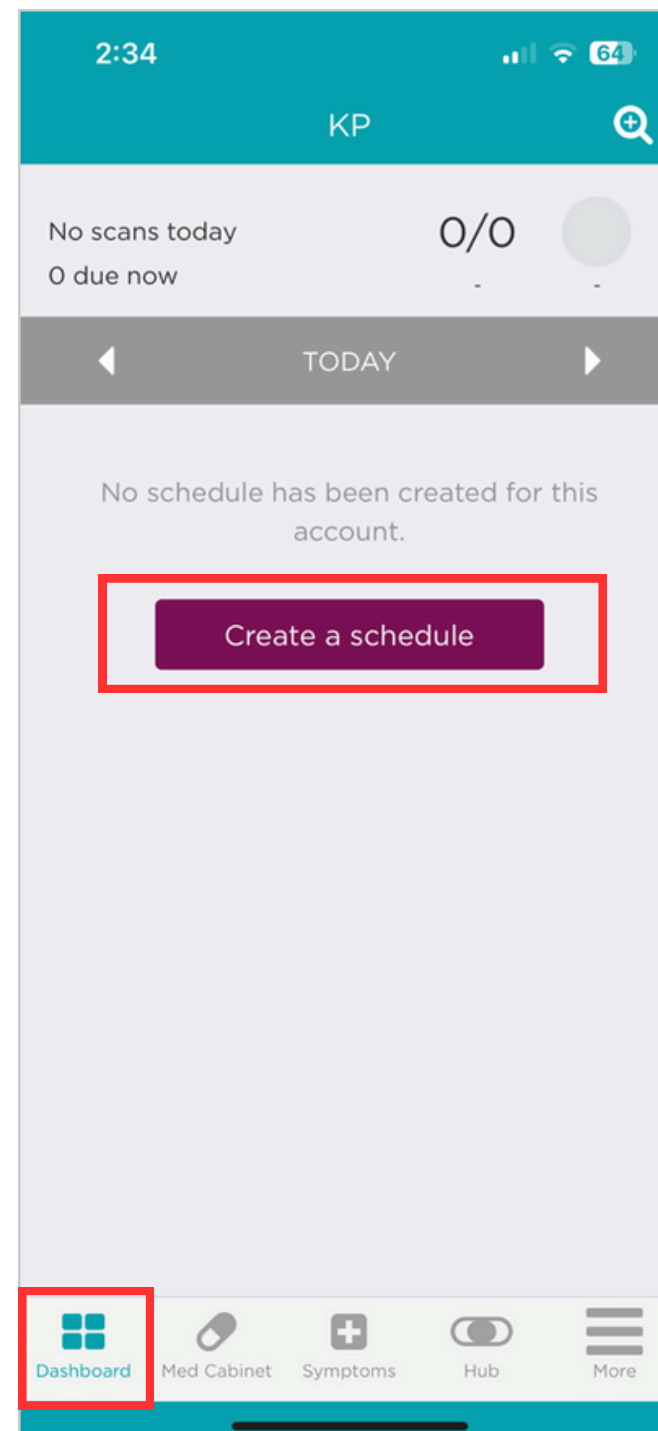 2:34
64
KP
No scans today
0/0
0 due now
-
-
TODAY
No schedule has been created for this
account.
Create a schedule
Dashboard
Med Cabinet
Symptoms
Hub
More